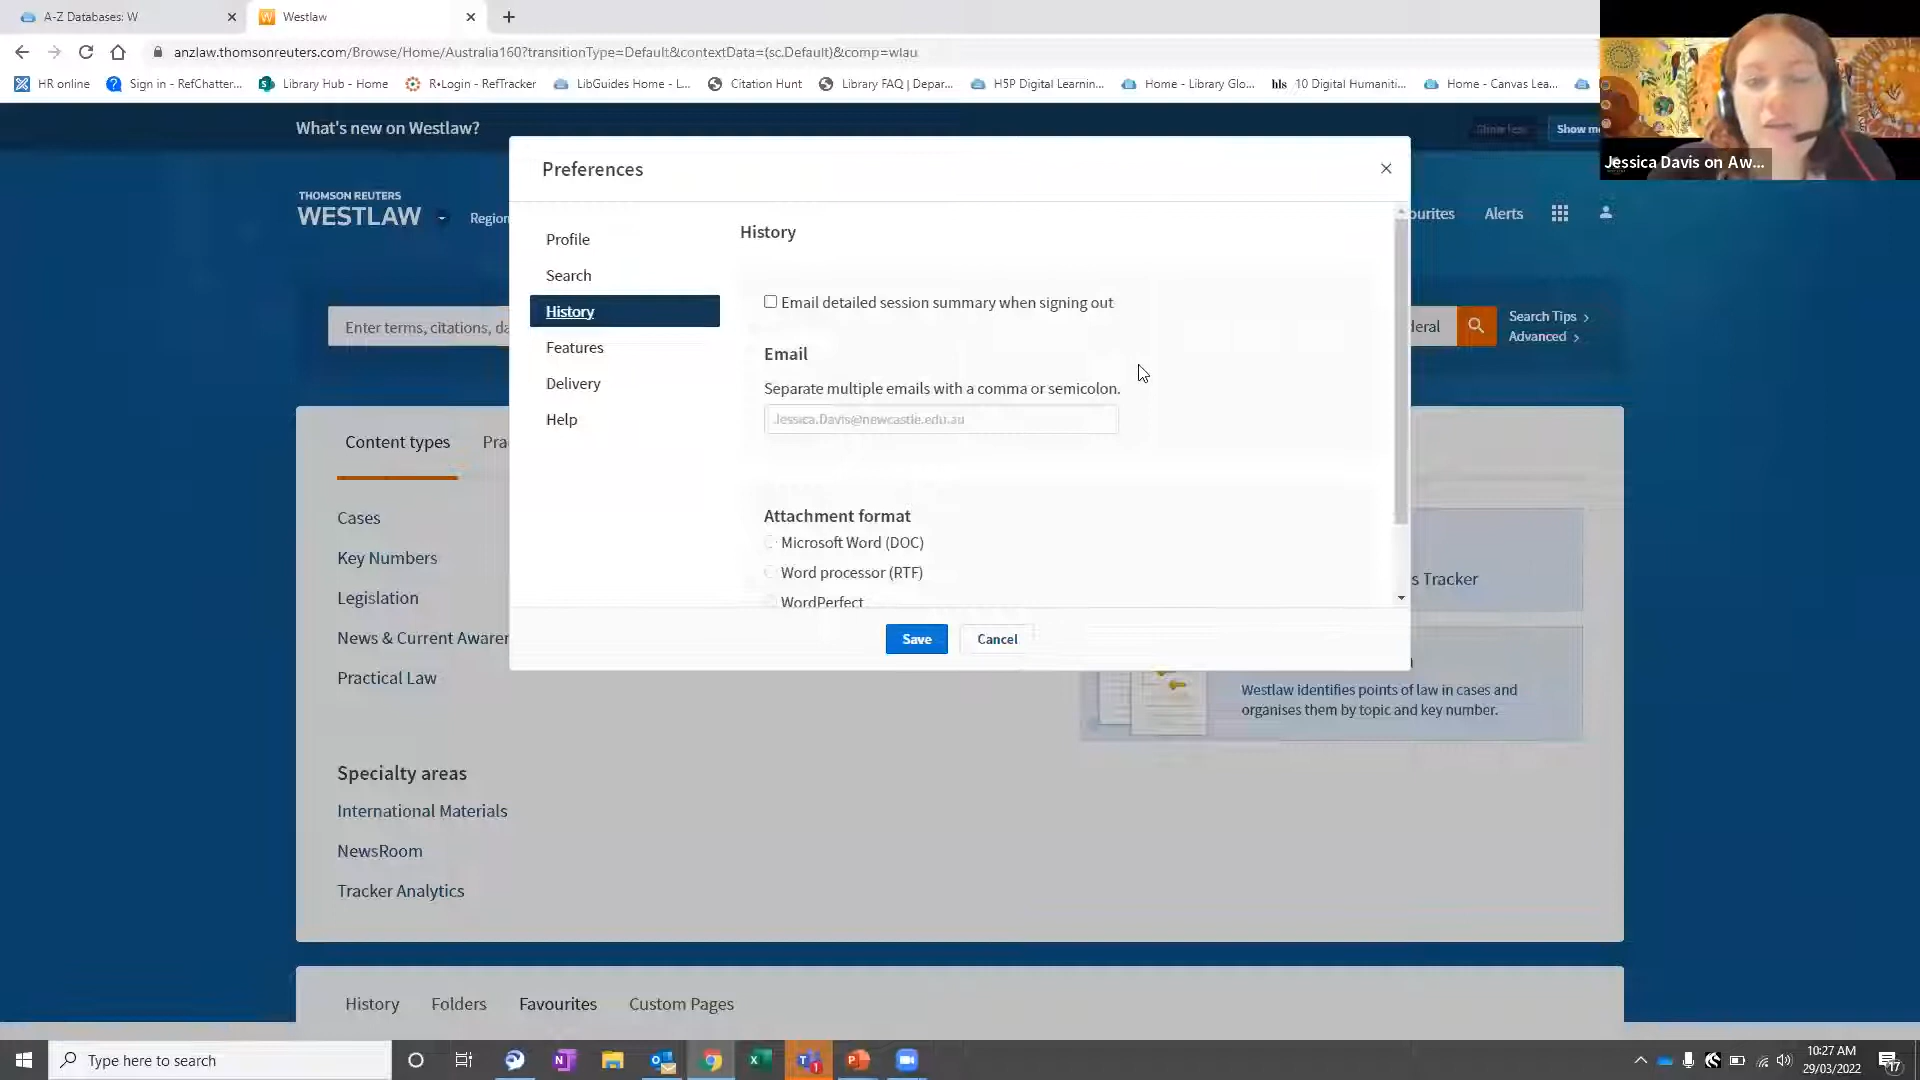 A-Z Databases: W
Westlaw
anzlaw.thomsonreuters.com/Browse/Home/Australia160?transitionType=Default&contextData=(sc.Default)&comp=wlau
HR online
Sign in - RefChatter...
Library Hub - Home
R•Login - RefTracker
LibGuides Home - L...
Citation Hunt
Library FAQ | Depar...
H5P Digital Learnin...
Home - Library Glo...
hls 10 Digital Humaniti...
Home - Canvas Lea...
Jessica Davis on Aw...
What's new on Westlaw?
Show less
Show m
THOMSON REUTERS
WESTLAW
Region
ourites
Alerts
Enter terms, citations, da
deral
Search Tips
Advanced
Preferences
Profile
Search
History
Features
Delivery
Help
History
Email detailed session summary when signing out
Email
Separate multiple emails with a comma or semicolon.
Jessica.Davis@newcastle.edu.au
Attachment format
Microsoft Word (DOC)
Word processor (RTF)
WordPerfect
Save
Cancel
Content types
Pra
Cases
Key Numbers
Legislation
News & Current Awarer
Practical Law
s Tracker
Westlaw identifies points of law in cases and
organises them by topic and key number.
Specialty areas
International Materials
NewsRoom
Tracker Analytics
History
Folders
Favourites
Custom Pages
Type here to search
10:27 AM
29/03/2022
17